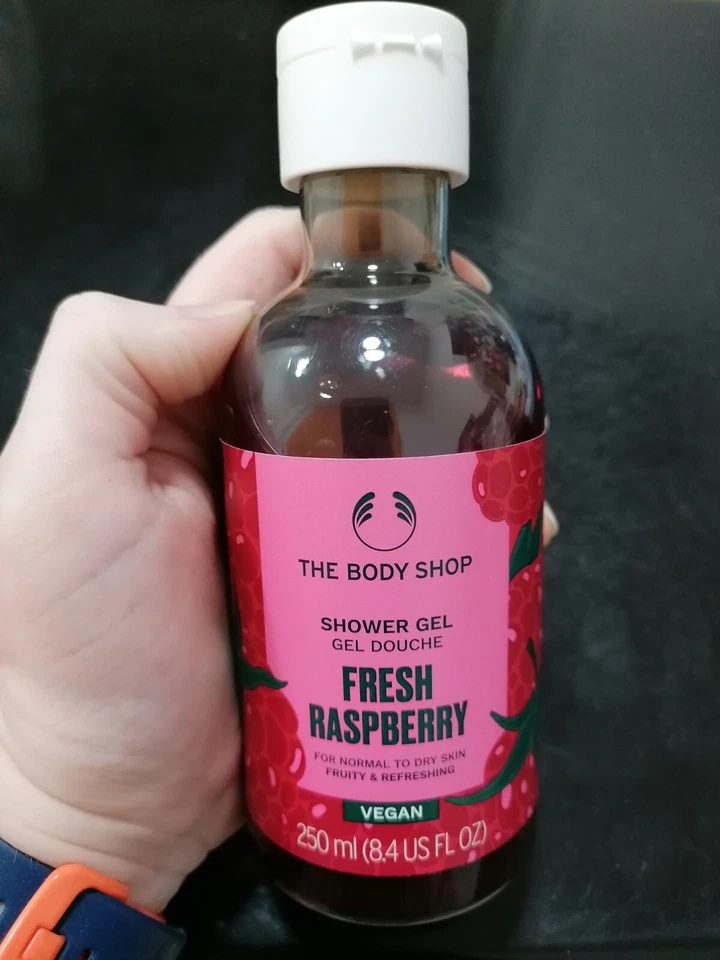 THE BODY SHOP
SHOWER GEL
GEL DOUCHE
FRESH
RASPBERRY
FOR NORMAL TO DRY SKIN
FRUITY & REFRESHING
VEGAN
250 ml (8.4 US FL OZ)